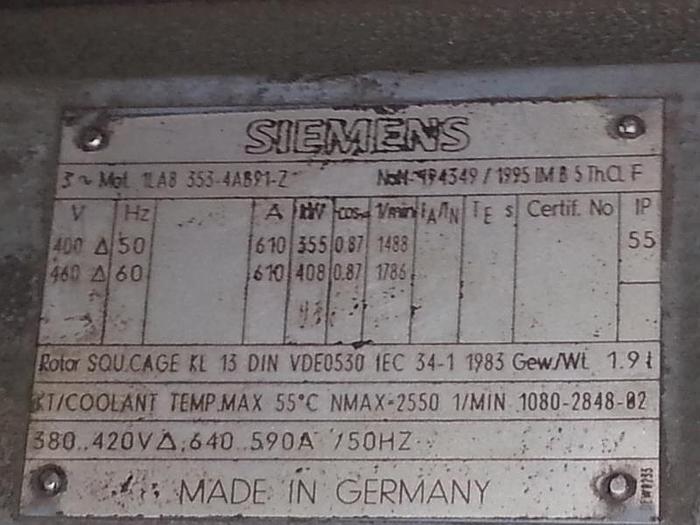 SIEMENS
3 ~ Mot. 1LA8 353-4AB91-Z NoN-494349 / 1995 IM B 5 Th.Cl. F
V Hz A kW cosφ 1/min IA/IN TE s Certif. No IP
400 Δ 50 610 355 0.87 1488 55
460 Δ 60 610 408 0.87 1786
Rotor SQU.CAGE KL 13 DIN VDE0530 IEC 34-1 1983 Gew/Wt. 1.9 t
KT/COOLANT TEMP.MAX 55°C NMAX=2550 1/MIN 1080-2848-02
380..420VΔ;640..590A /50HZ
MADE IN GERMANY